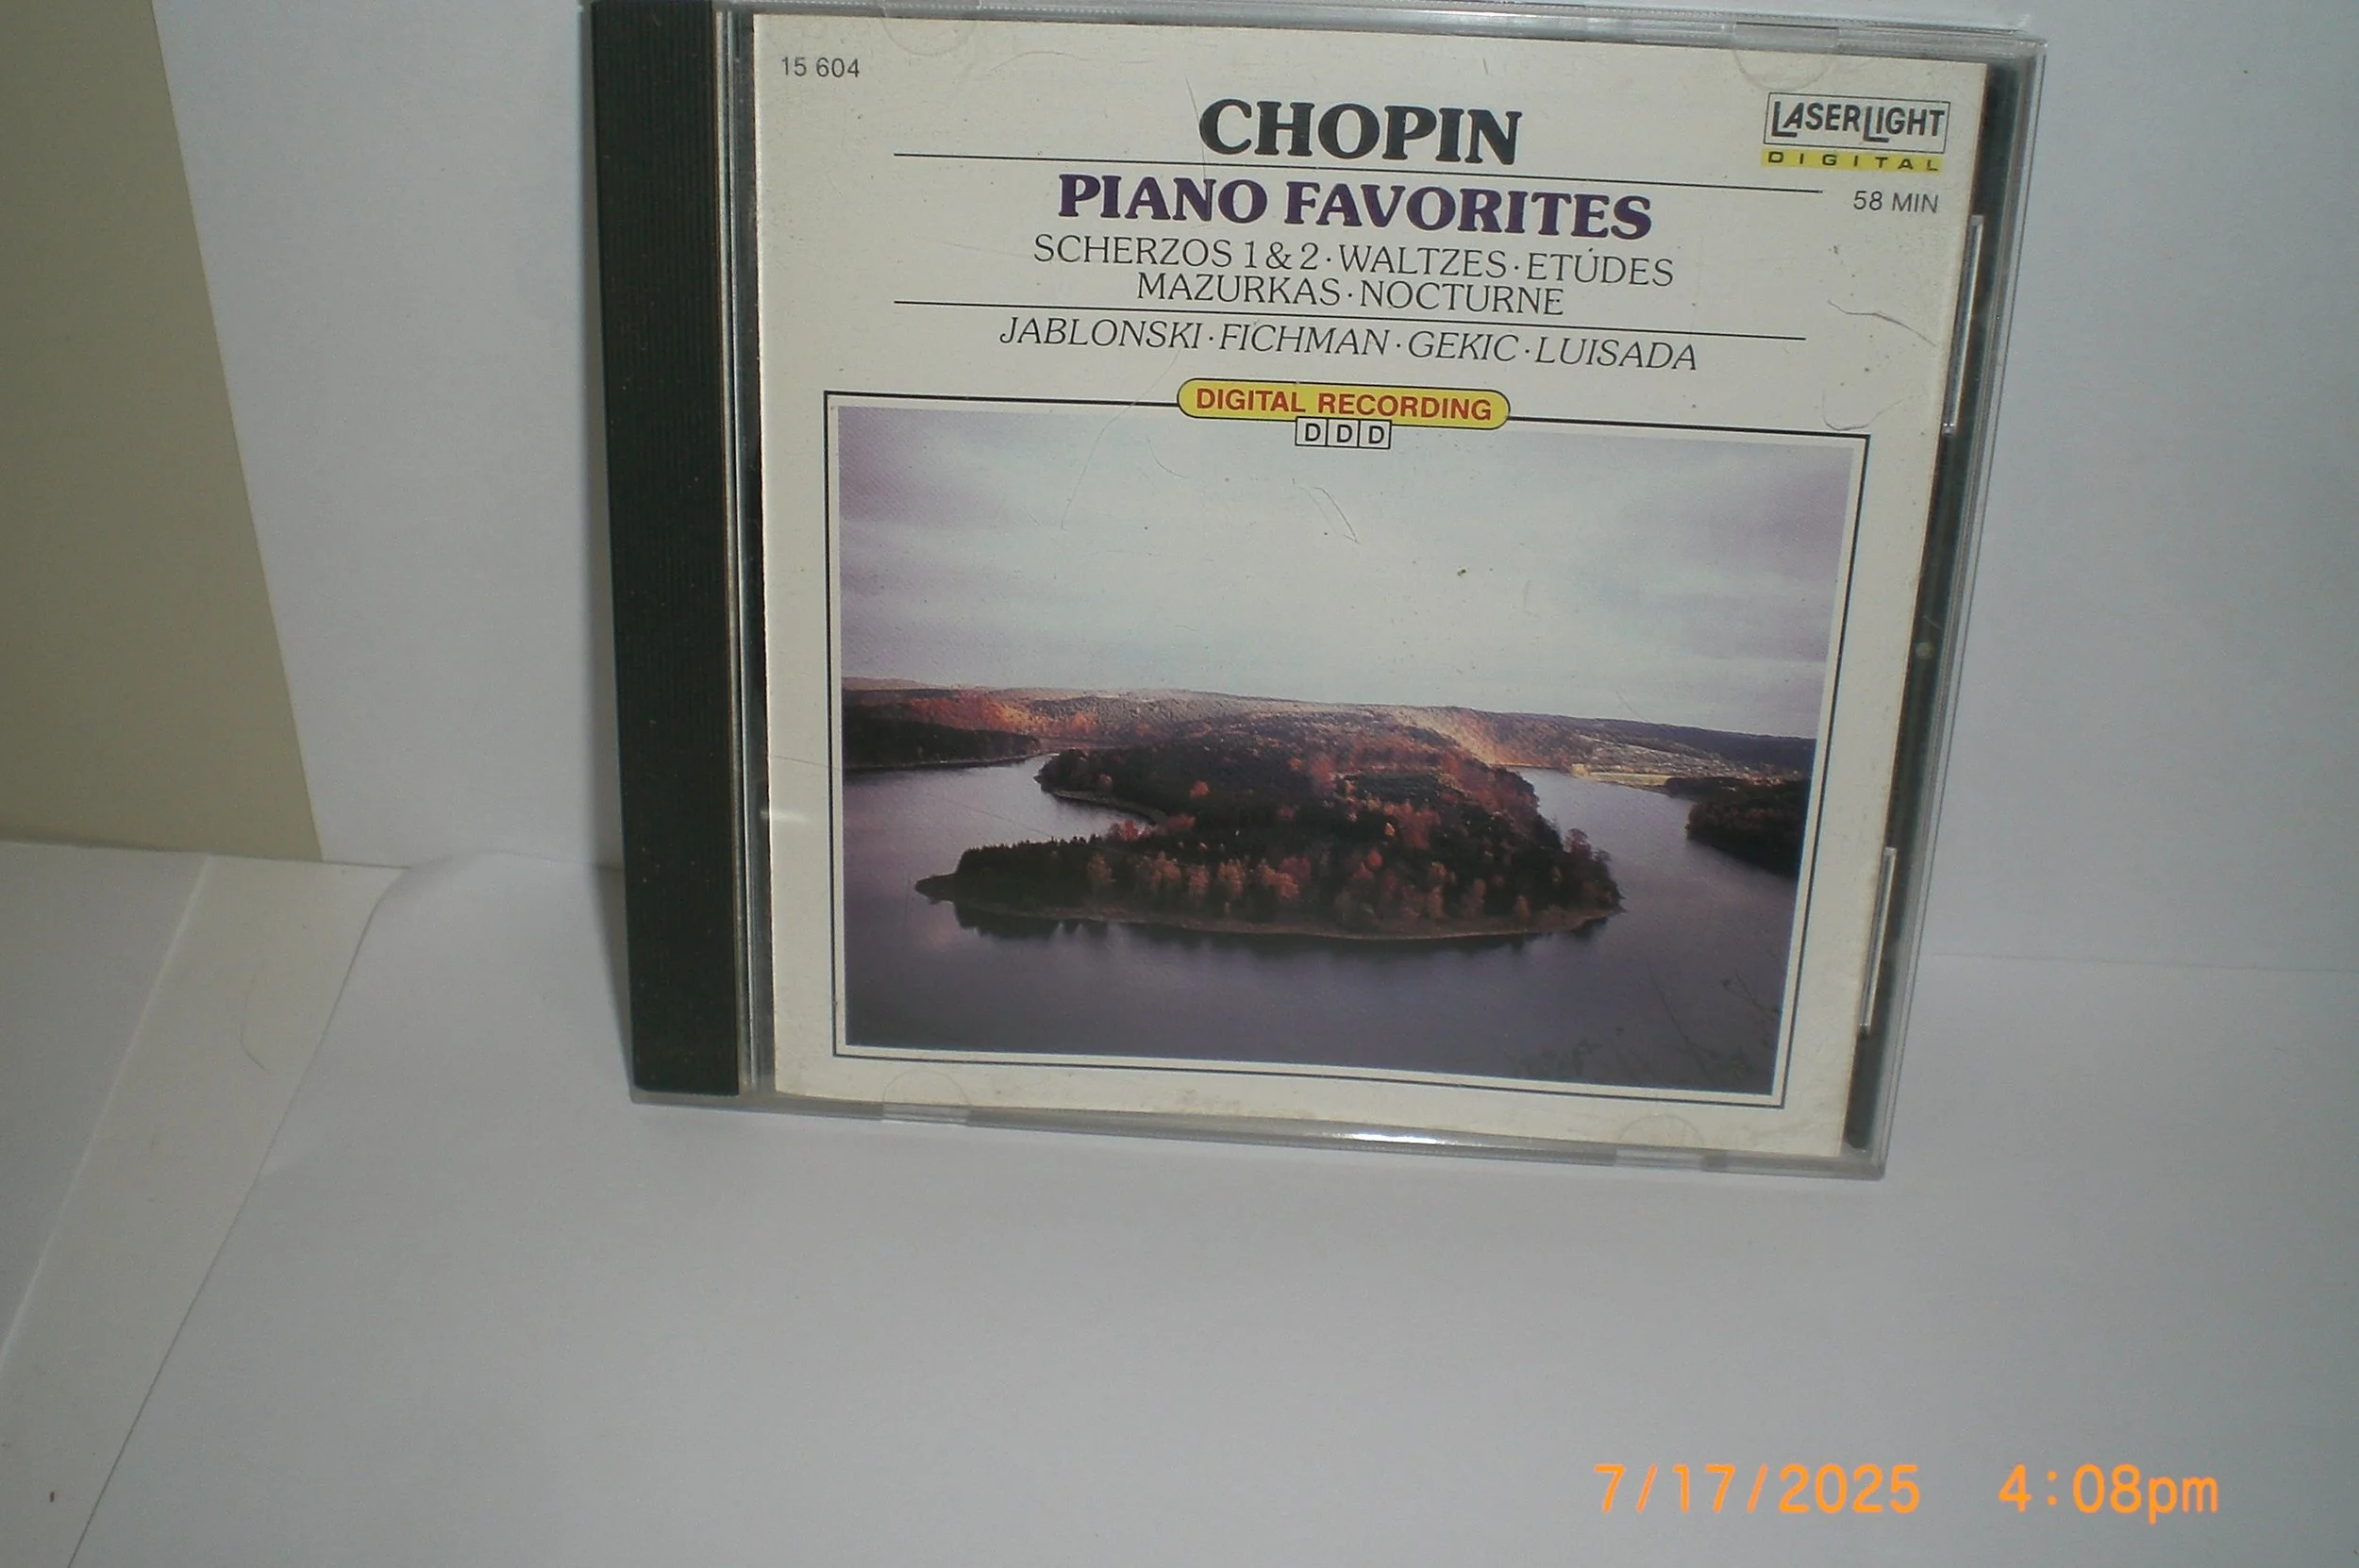 15 604
CHOPIN
LASERLIGHT
DIGITAL
PIANO FAVORITES
58 MIN
SCHERZOS 1 & 2 · WALTZES · ETÚDES
MAZURKAS · NOCTURNE
JABLONSKI · FICHMAN · GEKIC · LUISADA
DIGITAL RECORDING
DDD
7/17/2025 4:08pm